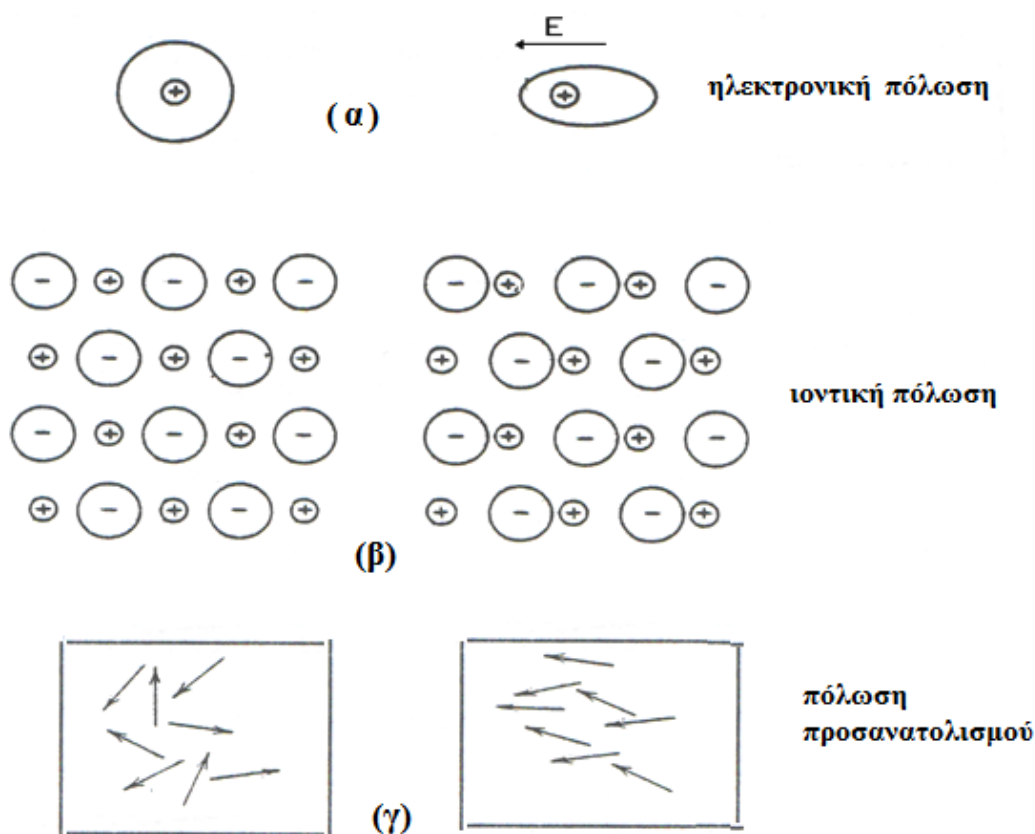 E
(α)
ηλεκτρονική πόλωση
+ +
- + - + - - + - + -
+ - + - + + - + - +
- + - + - - + - + -
+ - + - + + - + - +
ιοντική πόλωση
(β)
πόλωση
προσανατολισμού
(γ)